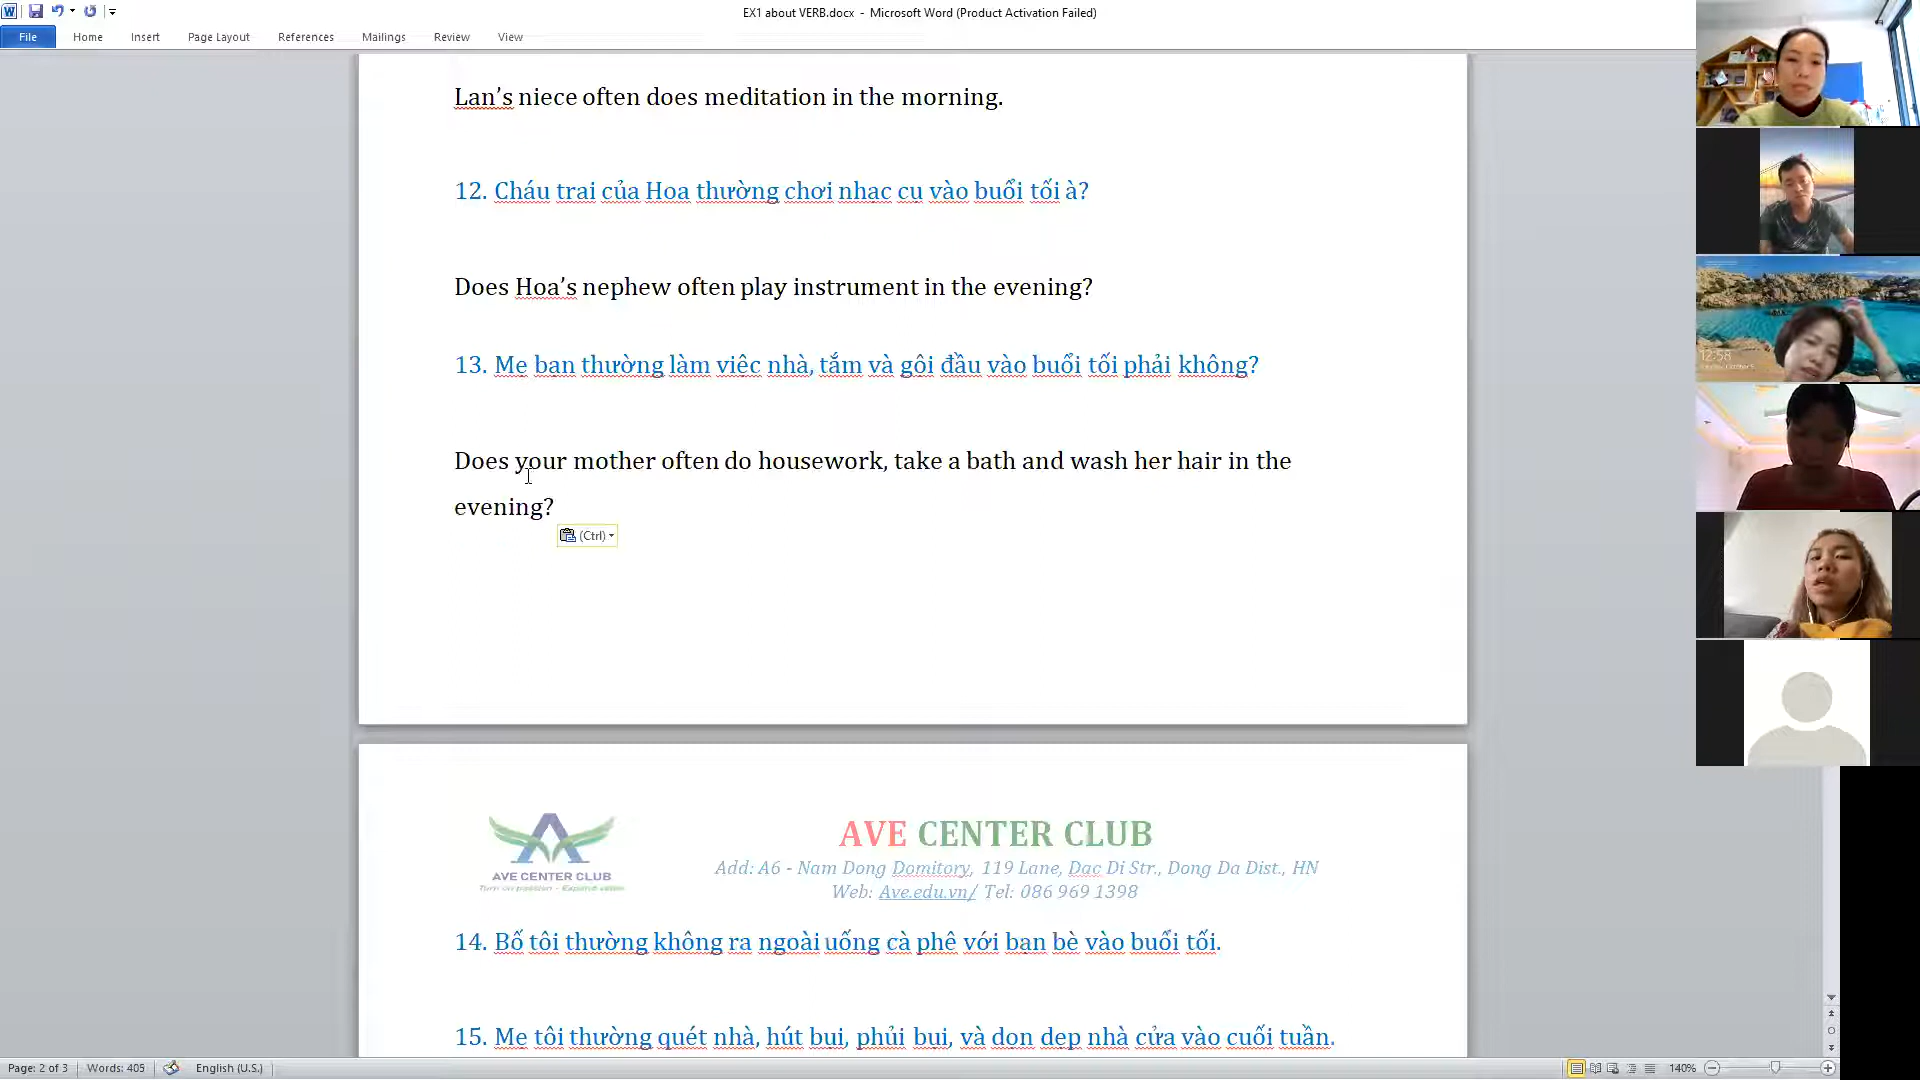 EX1 about VERB.docx - Microsoft Word (Product Activation Failed)
File Home Insert Page Layout References Mailings Review View
Lan’s niece often does meditation in the morning.
12. Cháu trai của Hoa thường chơi nhạc cụ vào buổi tối à?
Does Hoa’s nephew often play instrument in the evening?
13. Mẹ bạn thường làm việc nhà, tắm và gội đầu vào buổi tối phải không?
Does your mother often do housework, take a bath and wash her hair in the
evening?
(Ctrl)
12:58
AVE CENTER CLUB
Add: A6 - Nam Dong Domitory, 119 Lane, Dac Di Str., Dong Da Dist., HN
Web: Ave.edu.vn/ Tel: 086 969 1398
AVE CENTER CLUB
14. Bố tôi thường không ra ngoài uống cà phê với bạn bè vào buổi tối.
15. Mẹ tôi thường quét nhà, hút bụi, phủi bụi, và dọn dẹp nhà cửa vào cuối tuần.
Page: 2 of 3 Words: 405 English (U.S.) 140%